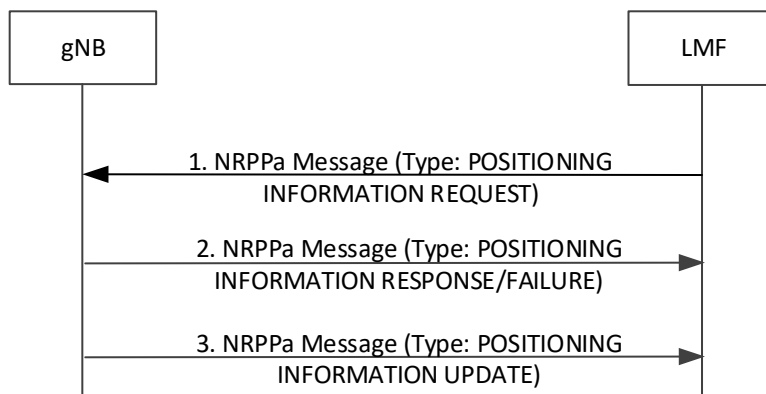 gNB
LMF
1. NRPPa Message (Type: POSITIONING
INFORMATION REQUEST)
2. NRPPa Message (Type: POSITIONING
INFORMATION RESPONSE/FAILURE)
3. NRPPa Message (Type: POSITIONING
INFORMATION UPDATE)